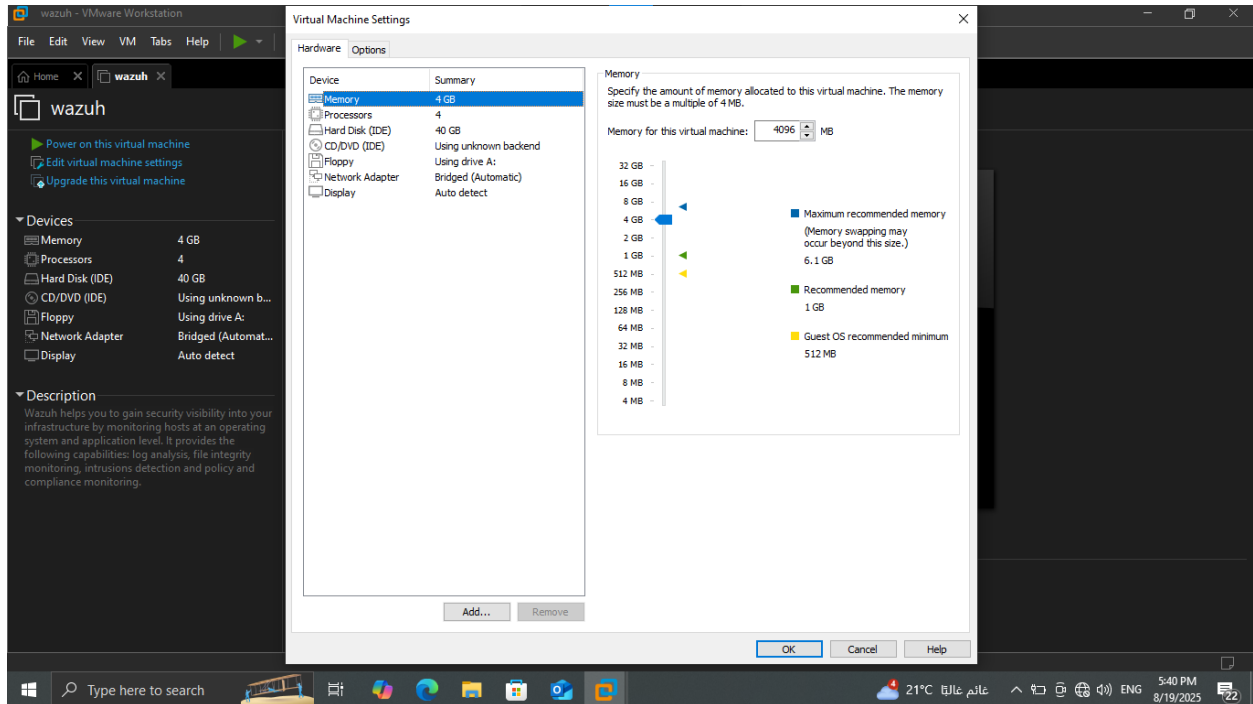 wazuh - VMware Workstation
File Edit View VM Tabs Help
Home
wazuh
wazuh
Power on this virtual machine
Edit virtual machine settings
Upgrade this virtual machine
Devices
Memory 4 GB
Processors 4
Hard Disk (IDE) 40 GB
CD/DVD (IDE) Using unknown b...
Floppy Using drive A:
Network Adapter Bridged (Automat...
Display Auto detect
Description
Wazuh helps you to gain security visibility into your
infrastructure by monitoring hosts at an operating
system and application level. It provides the
following capabilities: log analysis, file integrity
monitoring, intrusions detection and policy and
compliance monitoring.
Virtual Machine Settings
Hardware Options
Device Summary
Memory 4 GB
Processors 4
Hard Disk (IDE) 40 GB
CD/DVD (IDE) Using unknown backend
Floppy Using drive A:
Network Adapter Bridged (Automatic)
Display Auto detect
Add... Remove
Memory
Specify the amount of memory allocated to this virtual machine. The memory
size must be a multiple of 4 MB.
Memory for this virtual machine: 4096 MB
32 GB
16 GB
8 GB
4 GB
2 GB
1 GB
512 MB
256 MB
128 MB
64 MB
32 MB
16 MB
8 MB
4 MB
Maximum recommended memory
(Memory swapping may
occur beyond this size.)
6.1 GB
Recommended memory
1 GB
Guest OS recommended minimum
512 MB
OK Cancel Help
Type here to search
4
21°C غائم غالبًا
ENG
5:40 PM
8/19/2025
22